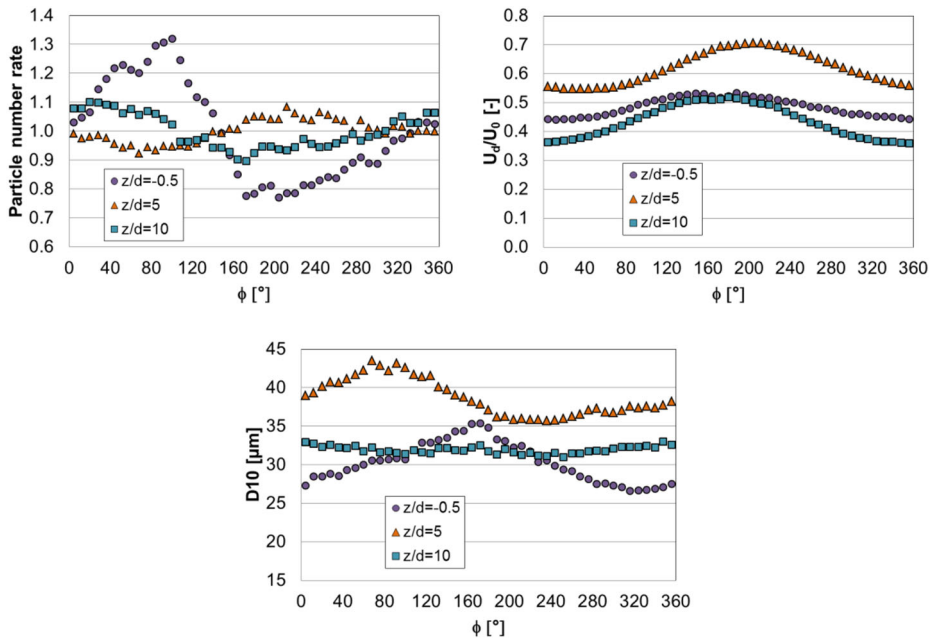 Particle number rate
1.4
1.3
1.2
1.1
1.0
0.9
0.8
0.7
0.6
z/d=-0.5
z/d=5
z/d=10
0 40 80 120 160 200 240 280 320 360
ϕ [°]
U_d/U_0 [-]
0.8
0.7
0.6
0.5
0.4
0.3
0.2
0.1
0.0
z/d=-0.5
z/d=5
z/d=10
0 40 80 120 160 200 240 280 320 360
ϕ [°]
D10 [µm]
45
40
35
30
25
20
15
z/d=-0.5
z/d=5
z/d=10
0 40 80 120 160 200 240 280 320 360
ϕ [°]